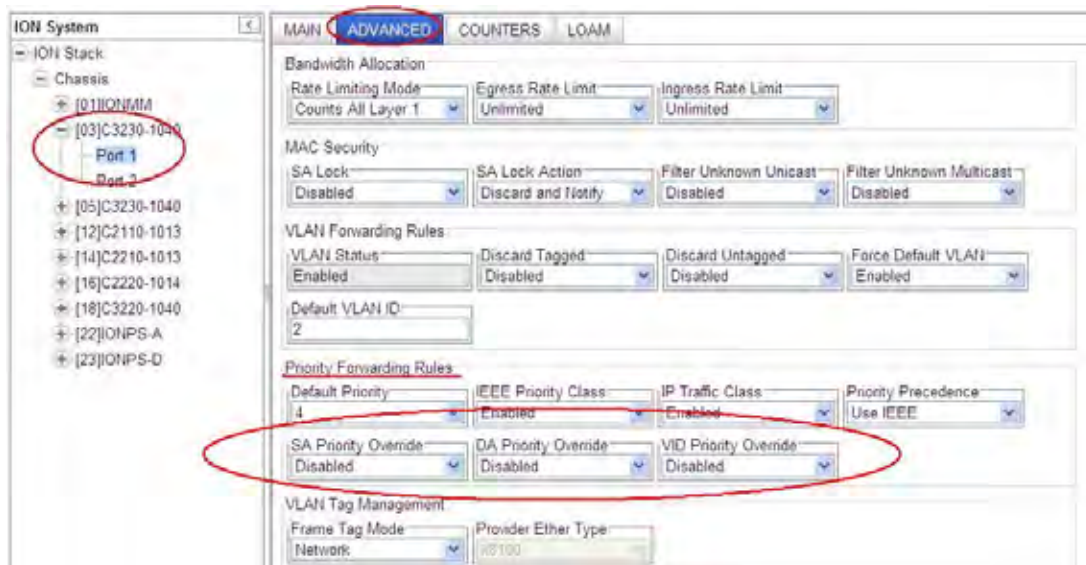 ION System
ION Stack
Chassis
[01]IONMM
[03]C3230-1040
Port 1
Port 2
[05]C3230-1040
[12]C2110-1013
[14]C2210-1013
[16]C2220-1014
[18]C3220-1040
[22]IONPS-A
[23]IONPS-D
MAIN ADVANCED COUNTERS LOAM
Bandwidth Allocation
Rate Limiting Mode Egress Rate Limit Ingress Rate Limit
Counts All Layer 1 Unlimited Unlimited
MAC Security
SA Lock SA Lock Action Filter Unknown Unicast Filter Unknown Multicast
Disabled Discard and Notify Disabled Disabled
VLAN Forwarding Rules
VLAN Status Discard Tagged Discard Untagged Force Default VLAN
Enabled Disabled Disabled Enabled
Default VLAN ID
2
Priority Forwarding Rules
Default Priority IEEE Priority Class IP Traffic Class Priority Precedence
4 Enabled Enabled Use IEEE
SA Priority Override DA Priority Override VID Priority Override
Disabled Disabled Disabled
VLAN Tag Management
Frame Tag Mode Provider Ether Type
Network X8100